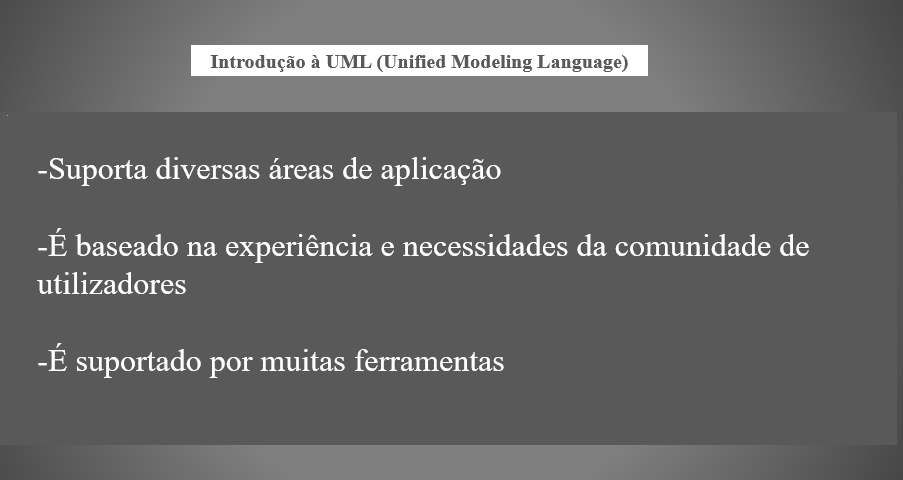 Introdução à UML (Unified Modeling Language)
-Suporta diversas áreas de aplicação
-É baseado na experiência e necessidades da comunidade de
utilizadores
-É suportado por muitas ferramentas